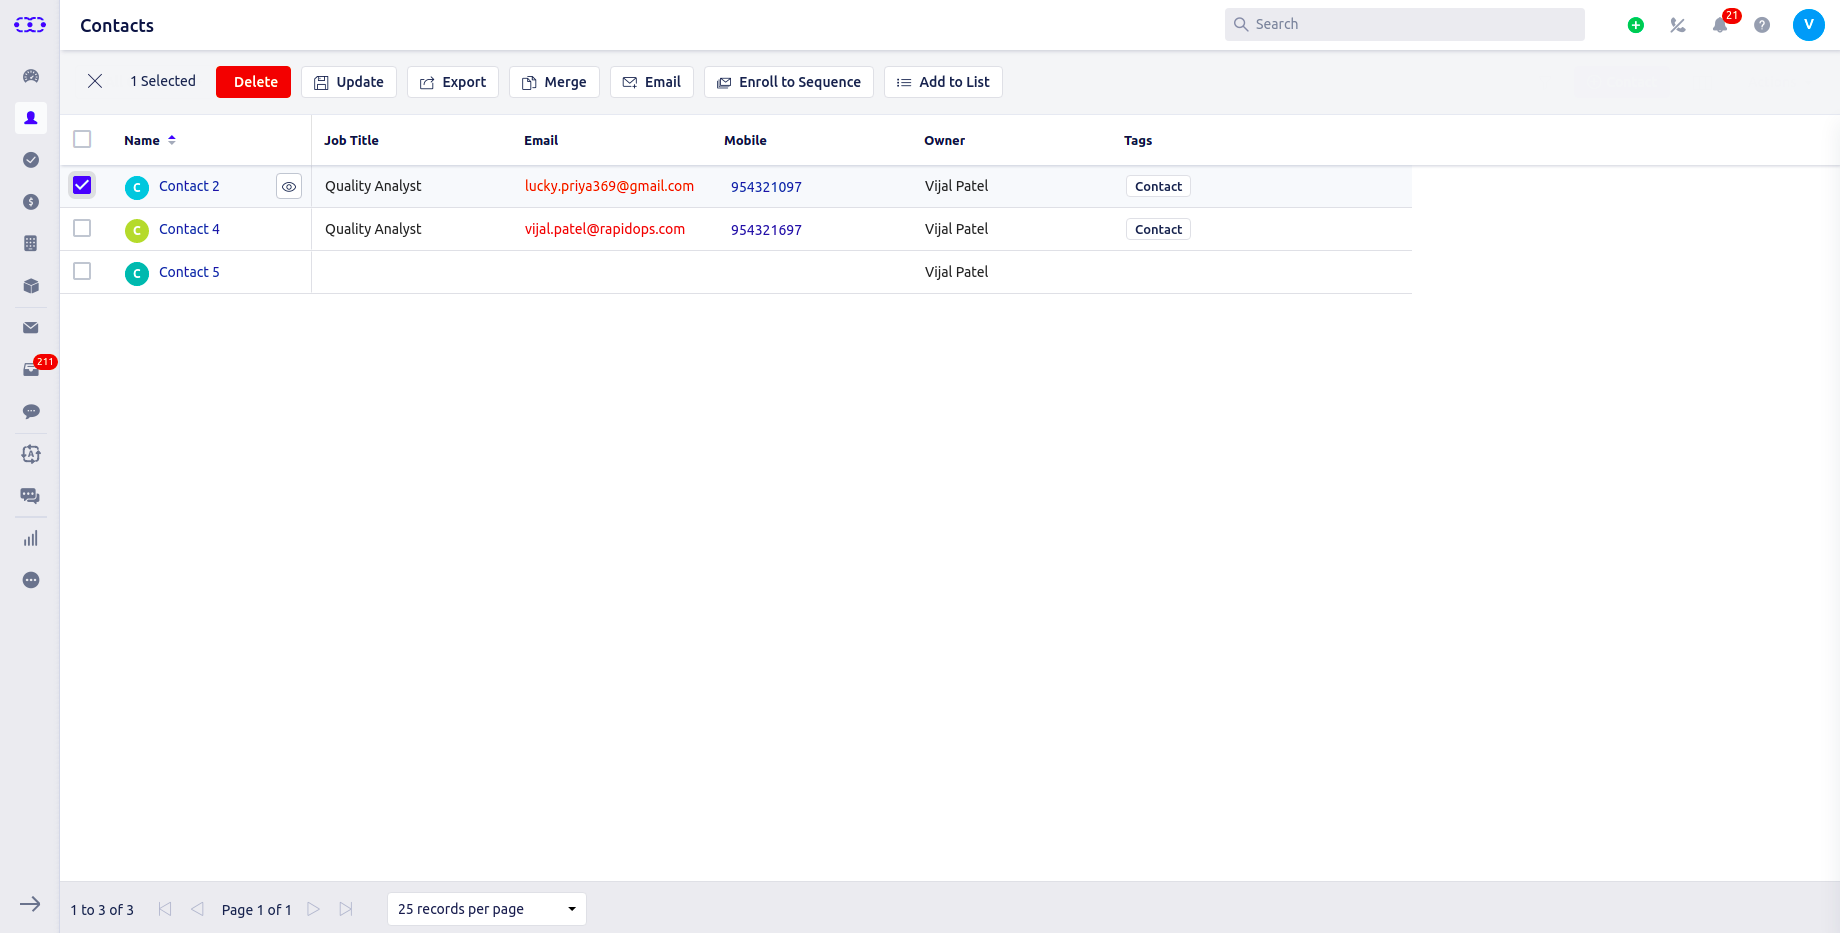 Contacts
Search
21
V
1 Selected
Delete
Update
Export
Merge
Email
Enroll to Sequence
Add to List
Name
Job Title
Email
Mobile
Owner
Tags
C
Contact 2
Quality Analyst
lucky.priya369@gmail.com
954321097
Vijal Patel
Contact
C
Contact 4
Quality Analyst
vijal.patel@rapidops.com
954321697
Vijal Patel
Contact
C
Contact 5
Vijal Patel
211
1 to 3 of 3
Page 1 of 1
25 records per page